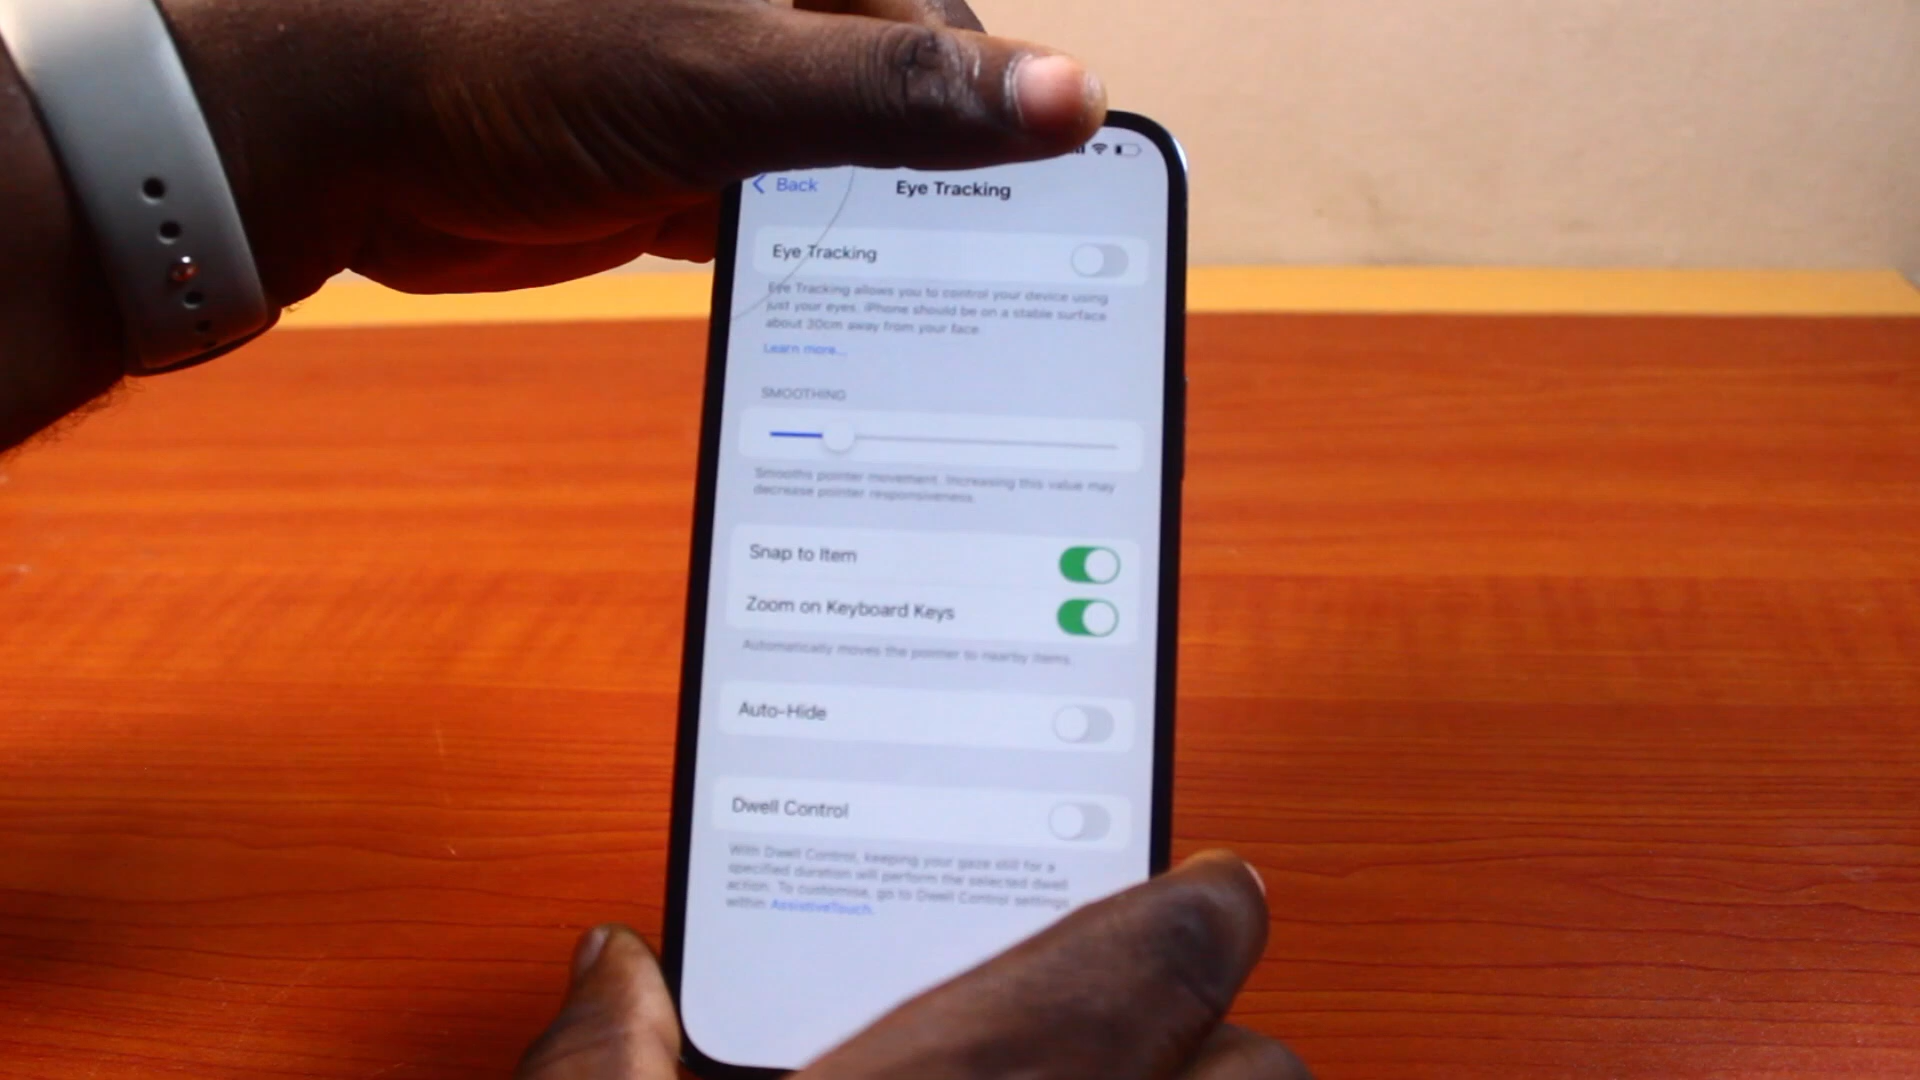 Back
Eye Tracking
Eye Tracking
Eye Tracking allows you to control your device using
just your eyes. iPhone should be on a stable surface
about 30cm away from your face.
Learn more...
SMOOTHING
Smooths pointer movement. Increasing this value may
decrease pointer responsiveness.
Snap to Item
Zoom on Keyboard Keys
Automatically moves the pointer to nearby items.
Auto-Hide
Dwell Control
With Dwell Control, keeping your gaze still for a
specified duration will perform the selected dwell
action. To customise, go to Dwell Control settings
within AssistiveTouch.